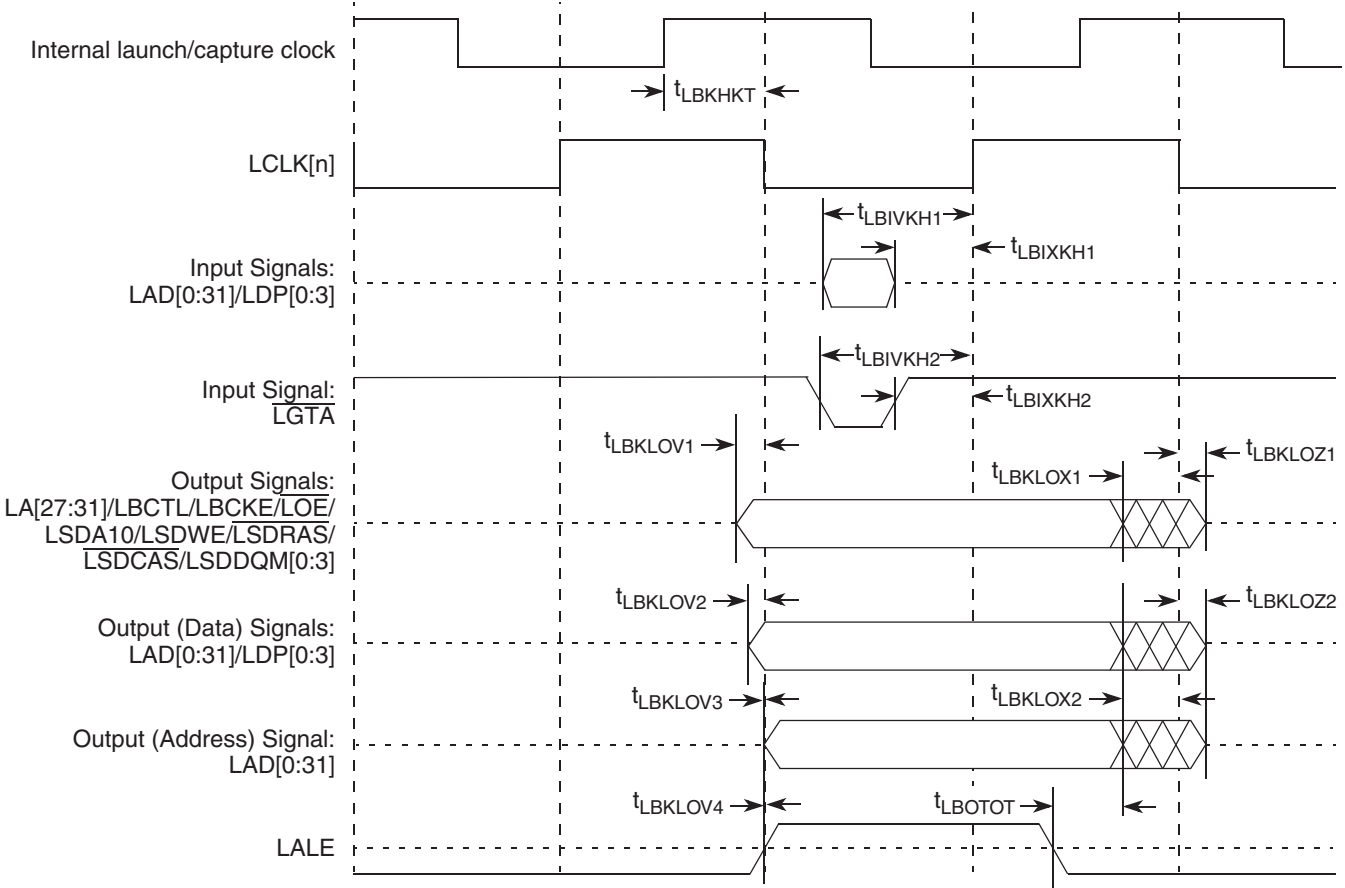 Internal launch/capture clock
tLBKHKT
LCLK[n]
tLBIVKH1
tLBIXKH1
Input Signals:
LAD[0:31]/LDP[0:3]
tLBIVKH2
Input Signal:
LGTA
tLBIXKH2
tLBKLOV1
tLBKLOZ1
tLBKLOX1
Output Signals:
LA[27:31]/LBCTL/LBCKE/LOE/
LSDA10/LSDWE/LSDRAS/
LSDCAS/LSDDQM[0:3]
tLBKLOV2
tLBKLOZ2
Output (Data) Signals:
LAD[0:31]/LDP[0:3]
tLBKLOV3
tLBKLOX2
Output (Address) Signal:
LAD[0:31]
tLBKLOV4
tLBOTOT
LALE